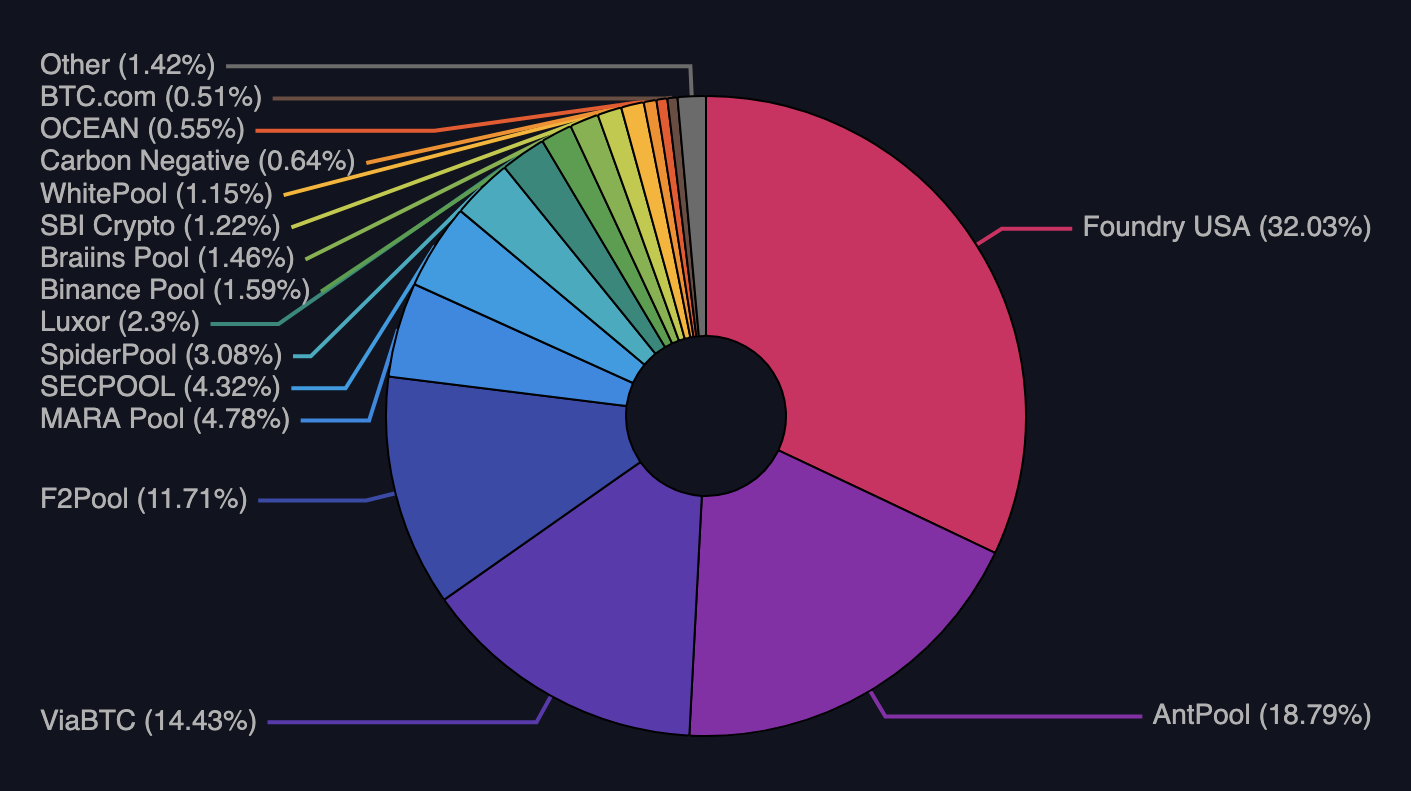 Other (1.42%)
BTC.com (0.51%)
OCEAN (0.55%)
Carbon Negative (0.64%)
WhitePool (1.15%)
SBI Crypto (1.22%)
Braiins Pool (1.46%)
Binance Pool (1.59%)
Luxor (2.3%)
SpiderPool (3.08%)
SECPOOL (4.32%)
MARA Pool (4.78%)
F2Pool (11.71%)
ViaBTC (14.43%)
Foundry USA (32.03%)
AntPool (18.79%)